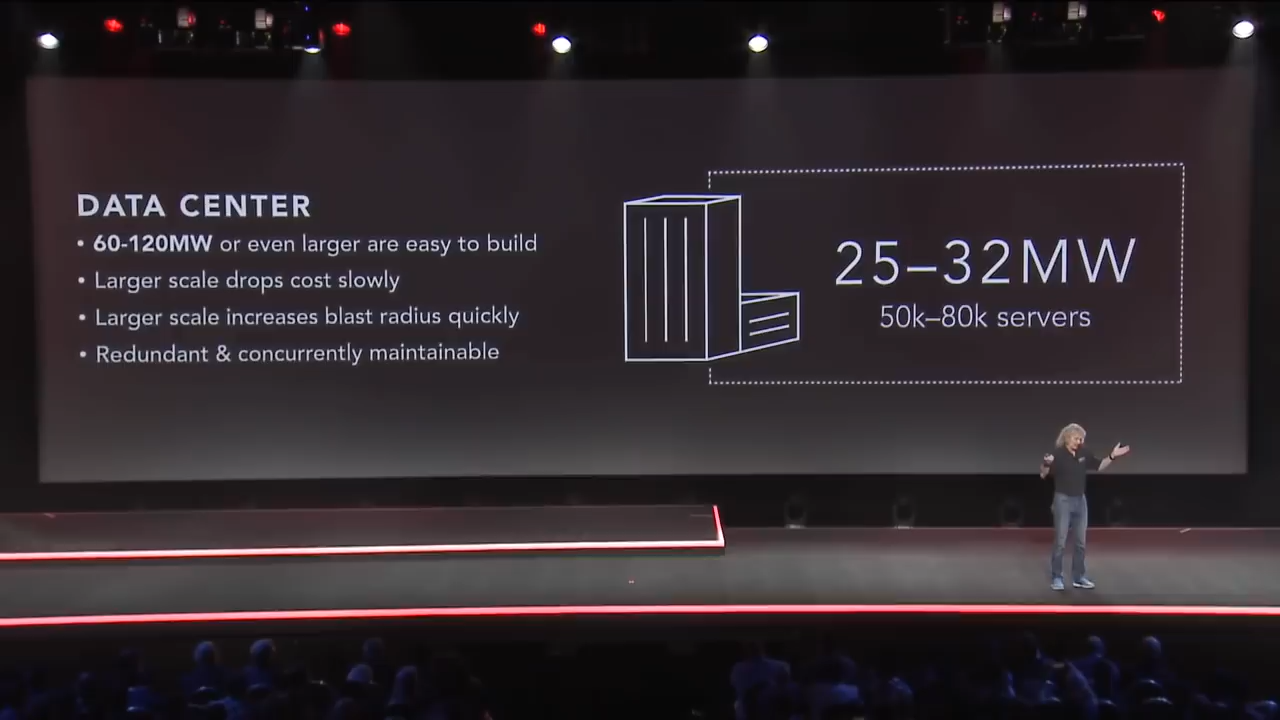 DATA CENTER
• 60-120MW or even larger are easy to build
• Larger scale drops cost slowly
• Larger scale increases blast radius quickly
• Redundant & concurrently maintainable
25–32MW
50k–80k servers